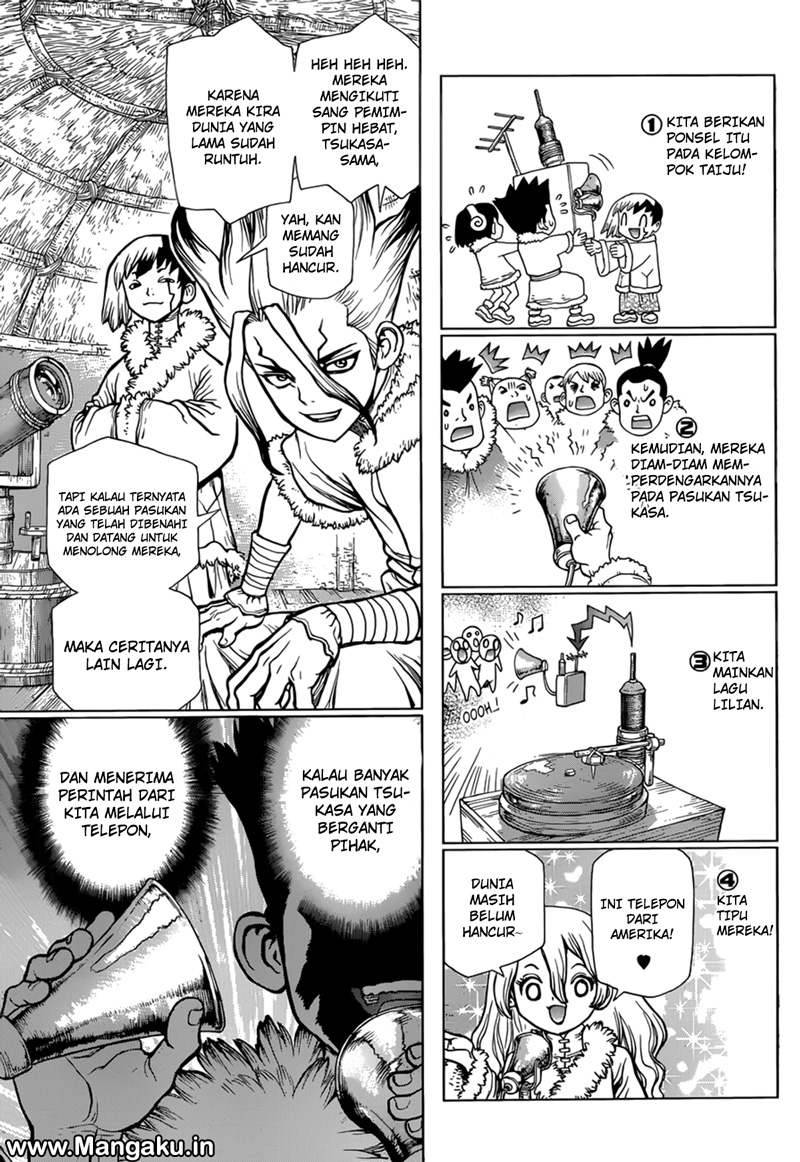 ①
KITA BERIKAN
PONSEL ITU
PADA KELOM-
POK TAIJU!
②
KEMUDIAN, MEREKA
DIAM-DIAM MEM-
PERDENGARKANNYA
PADA PASUKAN TSU-
KASA.
③
KITA
MAINKAN
LAGU
LILIAN.
OOOH..!
④
KITA
TIPU
MEREKA!
INI TELEPON
DARI
AMERIKA!
♥
DUNIA
MASIH
BELUM
HANCUR~
HEH HEH HEH.
MEREKA
MENGIKUTI
SANG PEMIM-
PIN HEBAT,
TSUKASA-
SAMA,
KARENA
MEREKA KIRA
DUNIA YANG
LAMA SUDAH
RUNTUH.
YAH, KAN
MEMANG
SUDAH
HANCUR.
TAPI KALAU TERNYATA
ADA SEBUAH PASUKAN
YANG TELAH DIBENAHI
DAN DATANG UNTUK
MENOLONG MEREKA,
MAKA CERITANYA
LAIN LAGI.
KALAU BANYAK
PASUKAN TSU-
KASA YANG
BERGANTI
PIHAK,
DAN MENERIMA
PERINTAH DARI
KITA MELALUI
TELEPON,
www.Mangaku.in